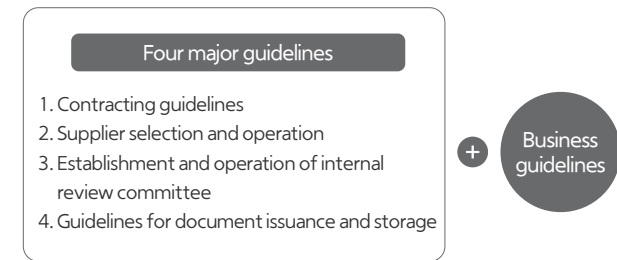 Four major guidelines
1. Contracting guidelines
2. Supplier selection and operation
3. Establishment and operation of internal
review committee
4. Guidelines for document issuance and storage
+
Business
guidelines